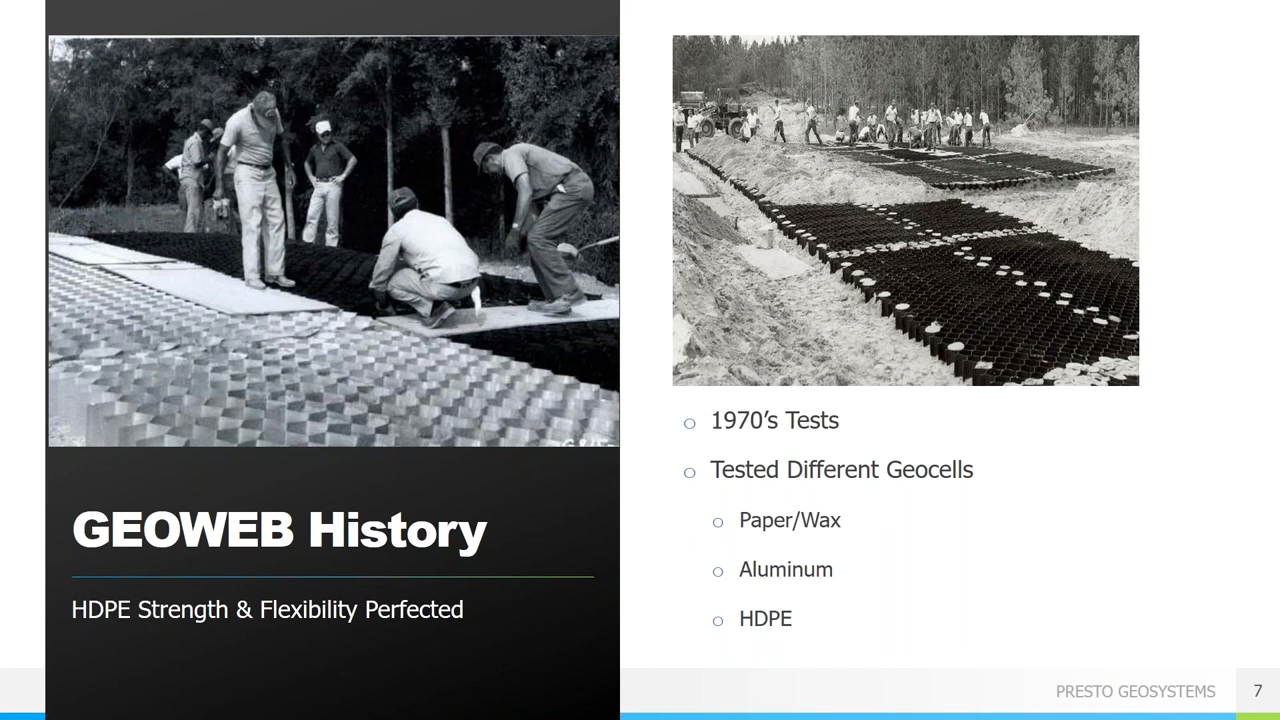 GEOWEB History
HDPE Strength & Flexibility Perfected
1970’s Tests
Tested Different Geocells
Paper/Wax
Aluminum
HDPE
PRESTO GEOSYSTEMS
7